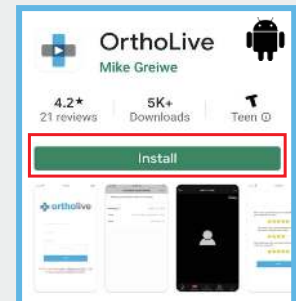 OrthoLive
Mike Greiwe
4.2★ 5K+ T
21 reviews Downloads Teen ⓘ
Install
ortholive